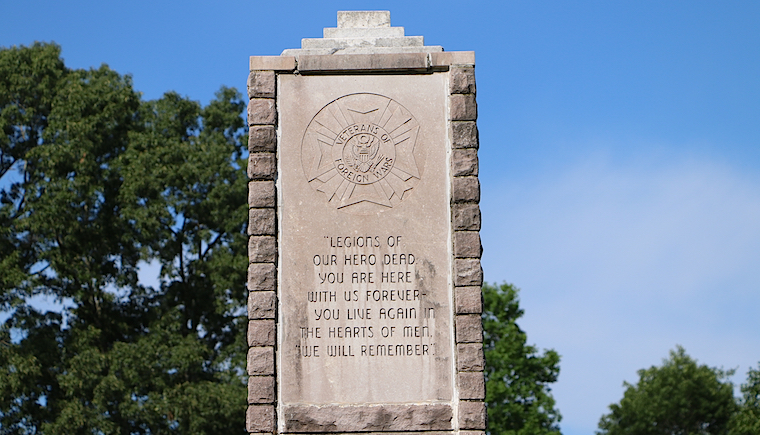 VETERANS OF
FOREIGN WARS
"LEGIONS OF
OUR HERO DEAD
YOU ARE HERE
WITH US FOREVER-
YOU LIVE AGAIN IN
THE HEARTS OF MEN.
"WE WILL REMEMBER".